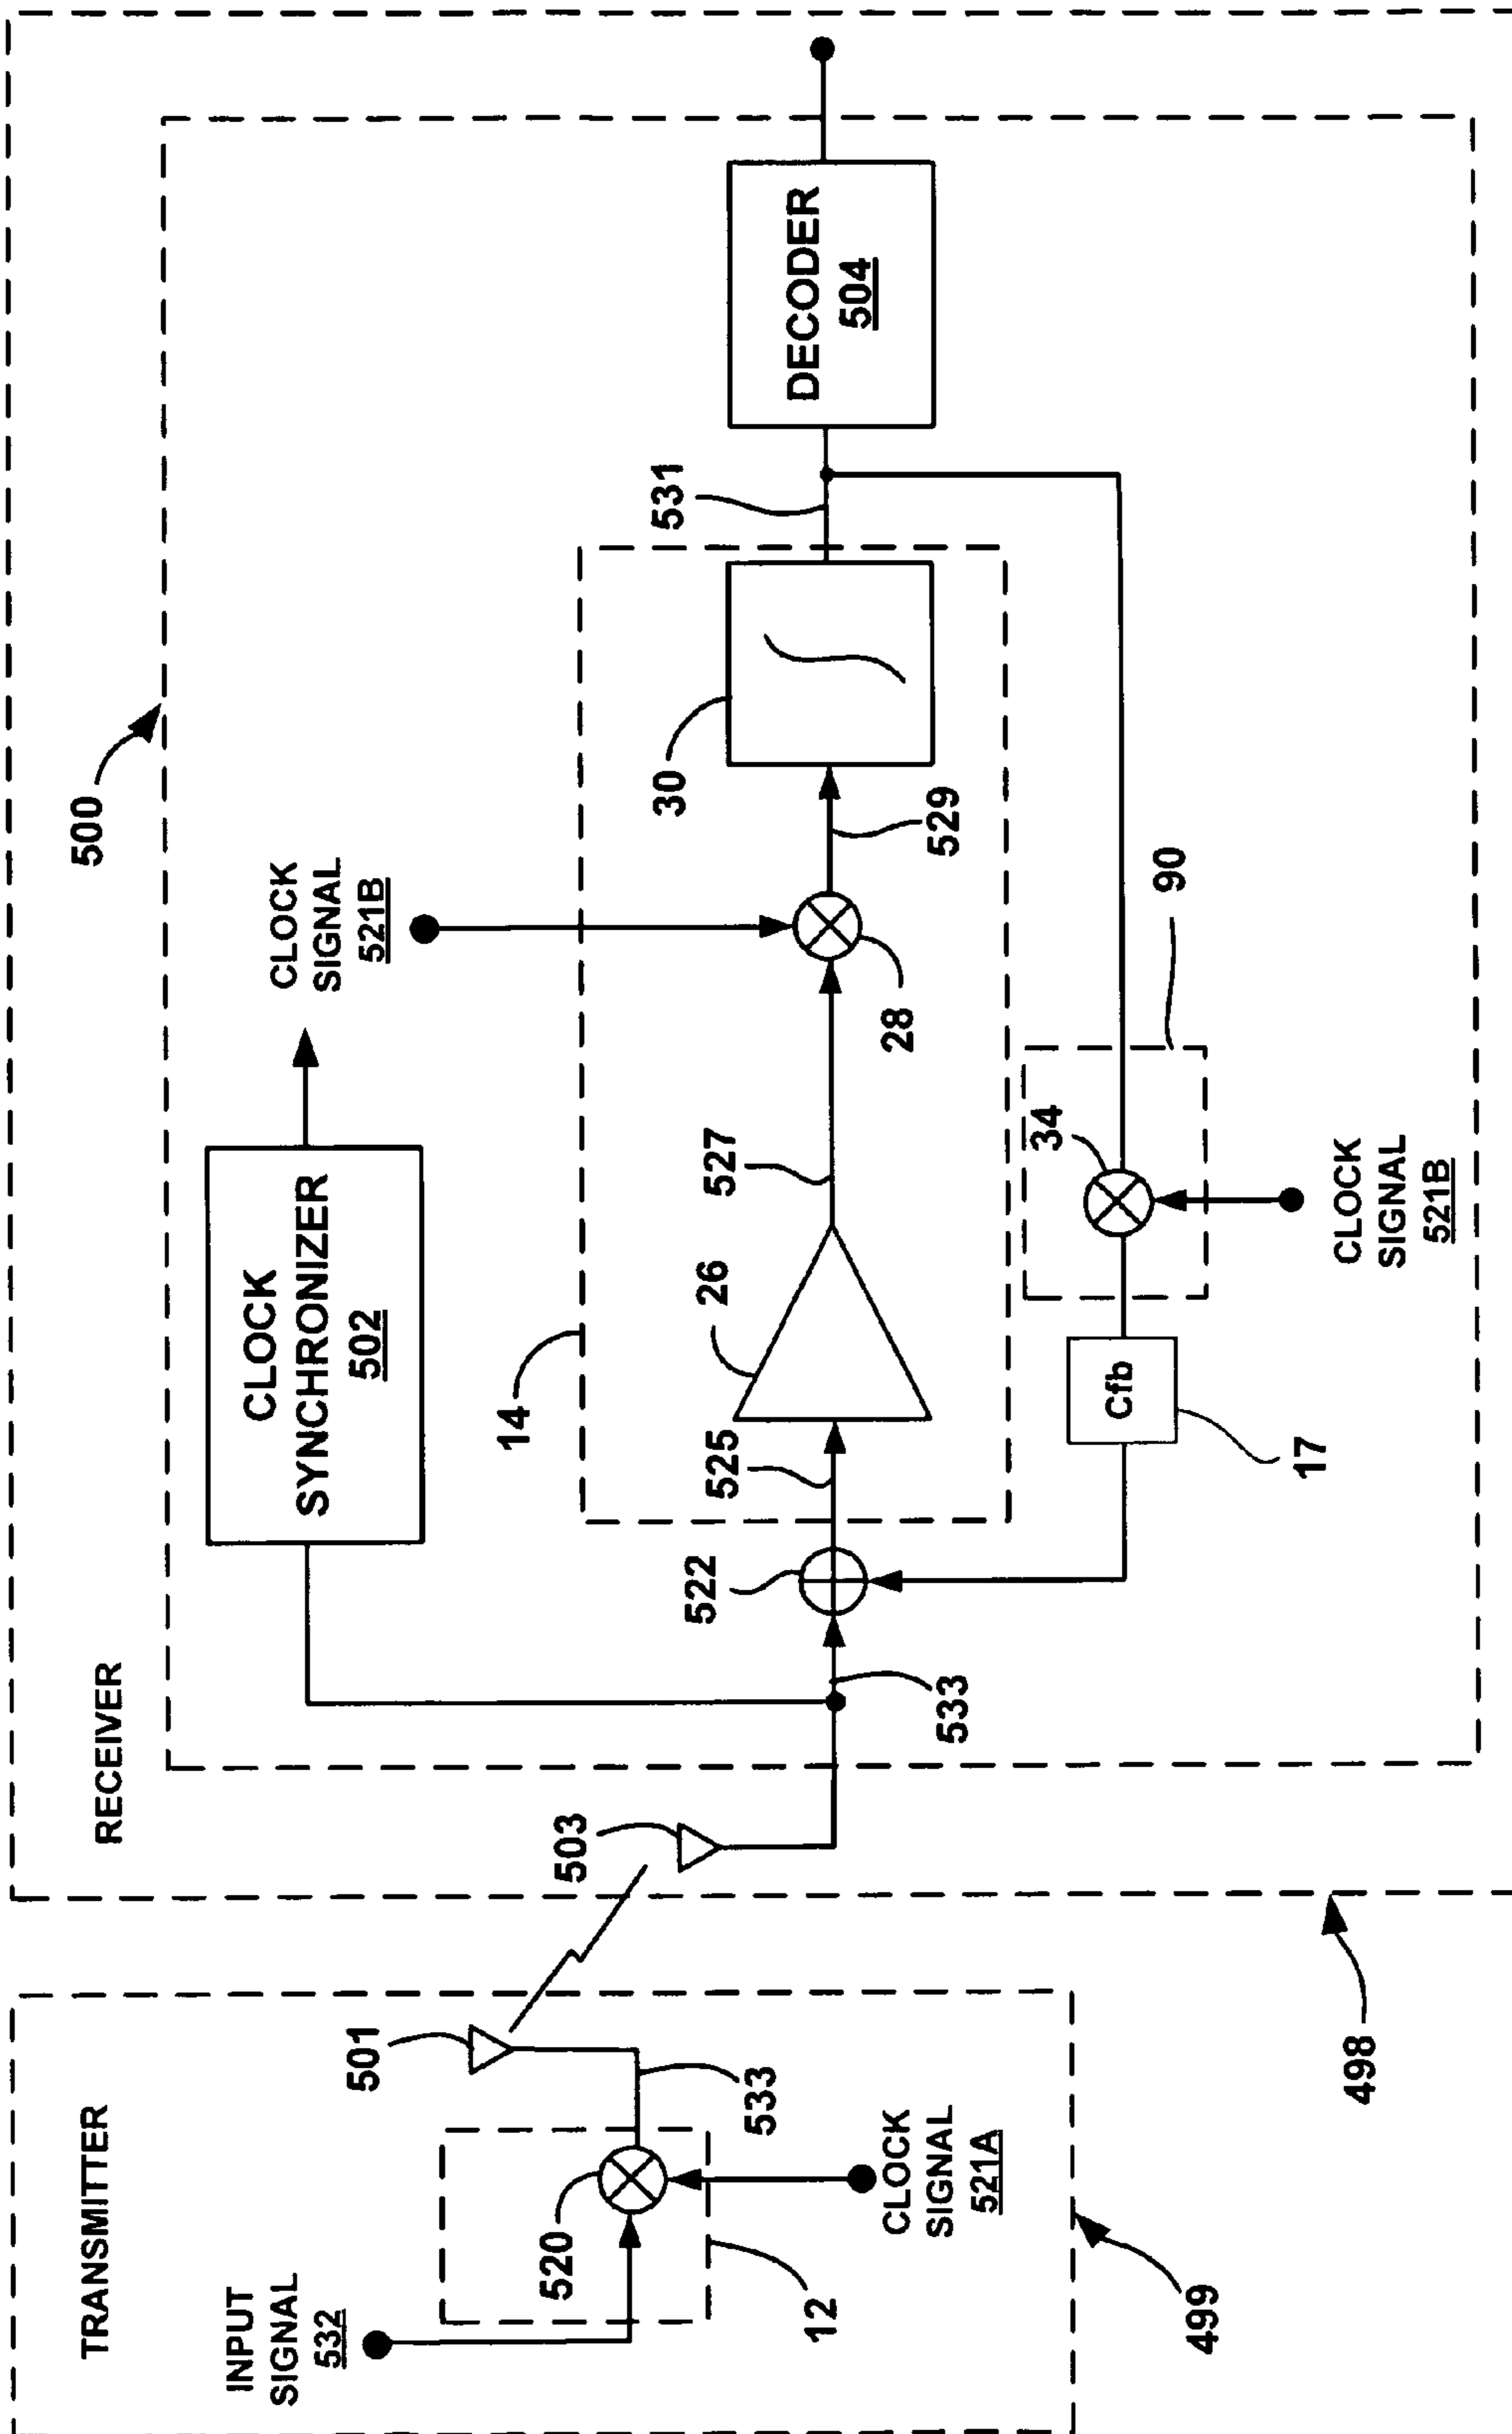 TRANSMITTER
INPUT
SIGNAL
532
520
12
CLOCK
SIGNAL
521A
501
533
499
498
RECEIVER
503
500
533
522
CLOCK
SYNCHRONIZER
502
CLOCK
SIGNAL
521B
14
525
26
527
28
529
30
531
DECODER
504
Cfb
17
34
90
CLOCK
SIGNAL
521B